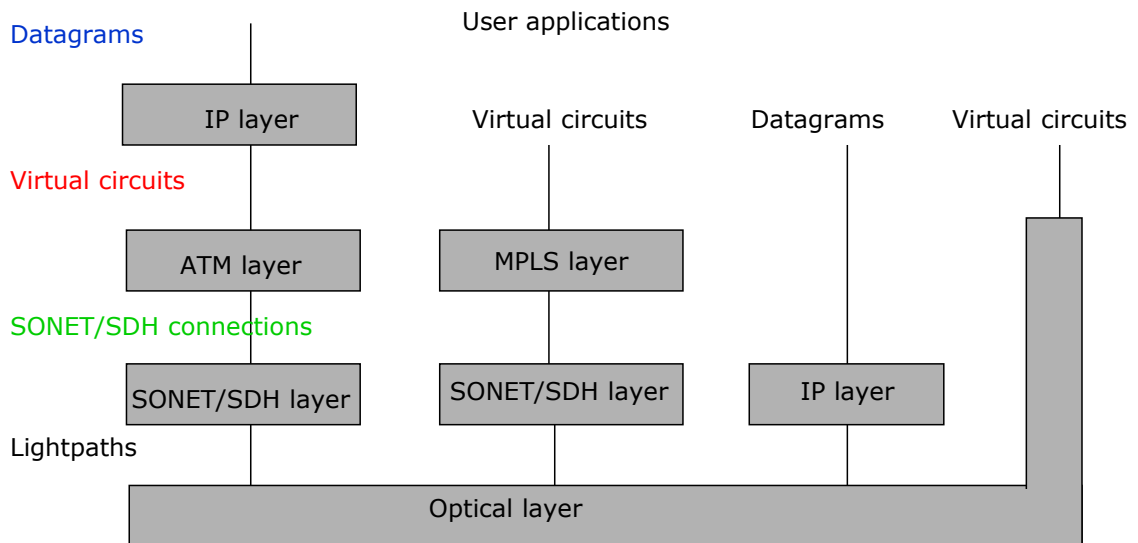 User applications
Datagrams
IP layer
Virtual circuits
Datagrams
Virtual circuits
Virtual circuits
ATM layer
MPLS layer
SONET/SDH connections
SONET/SDH layer
SONET/SDH layer
IP layer
Lightpaths
Optical layer